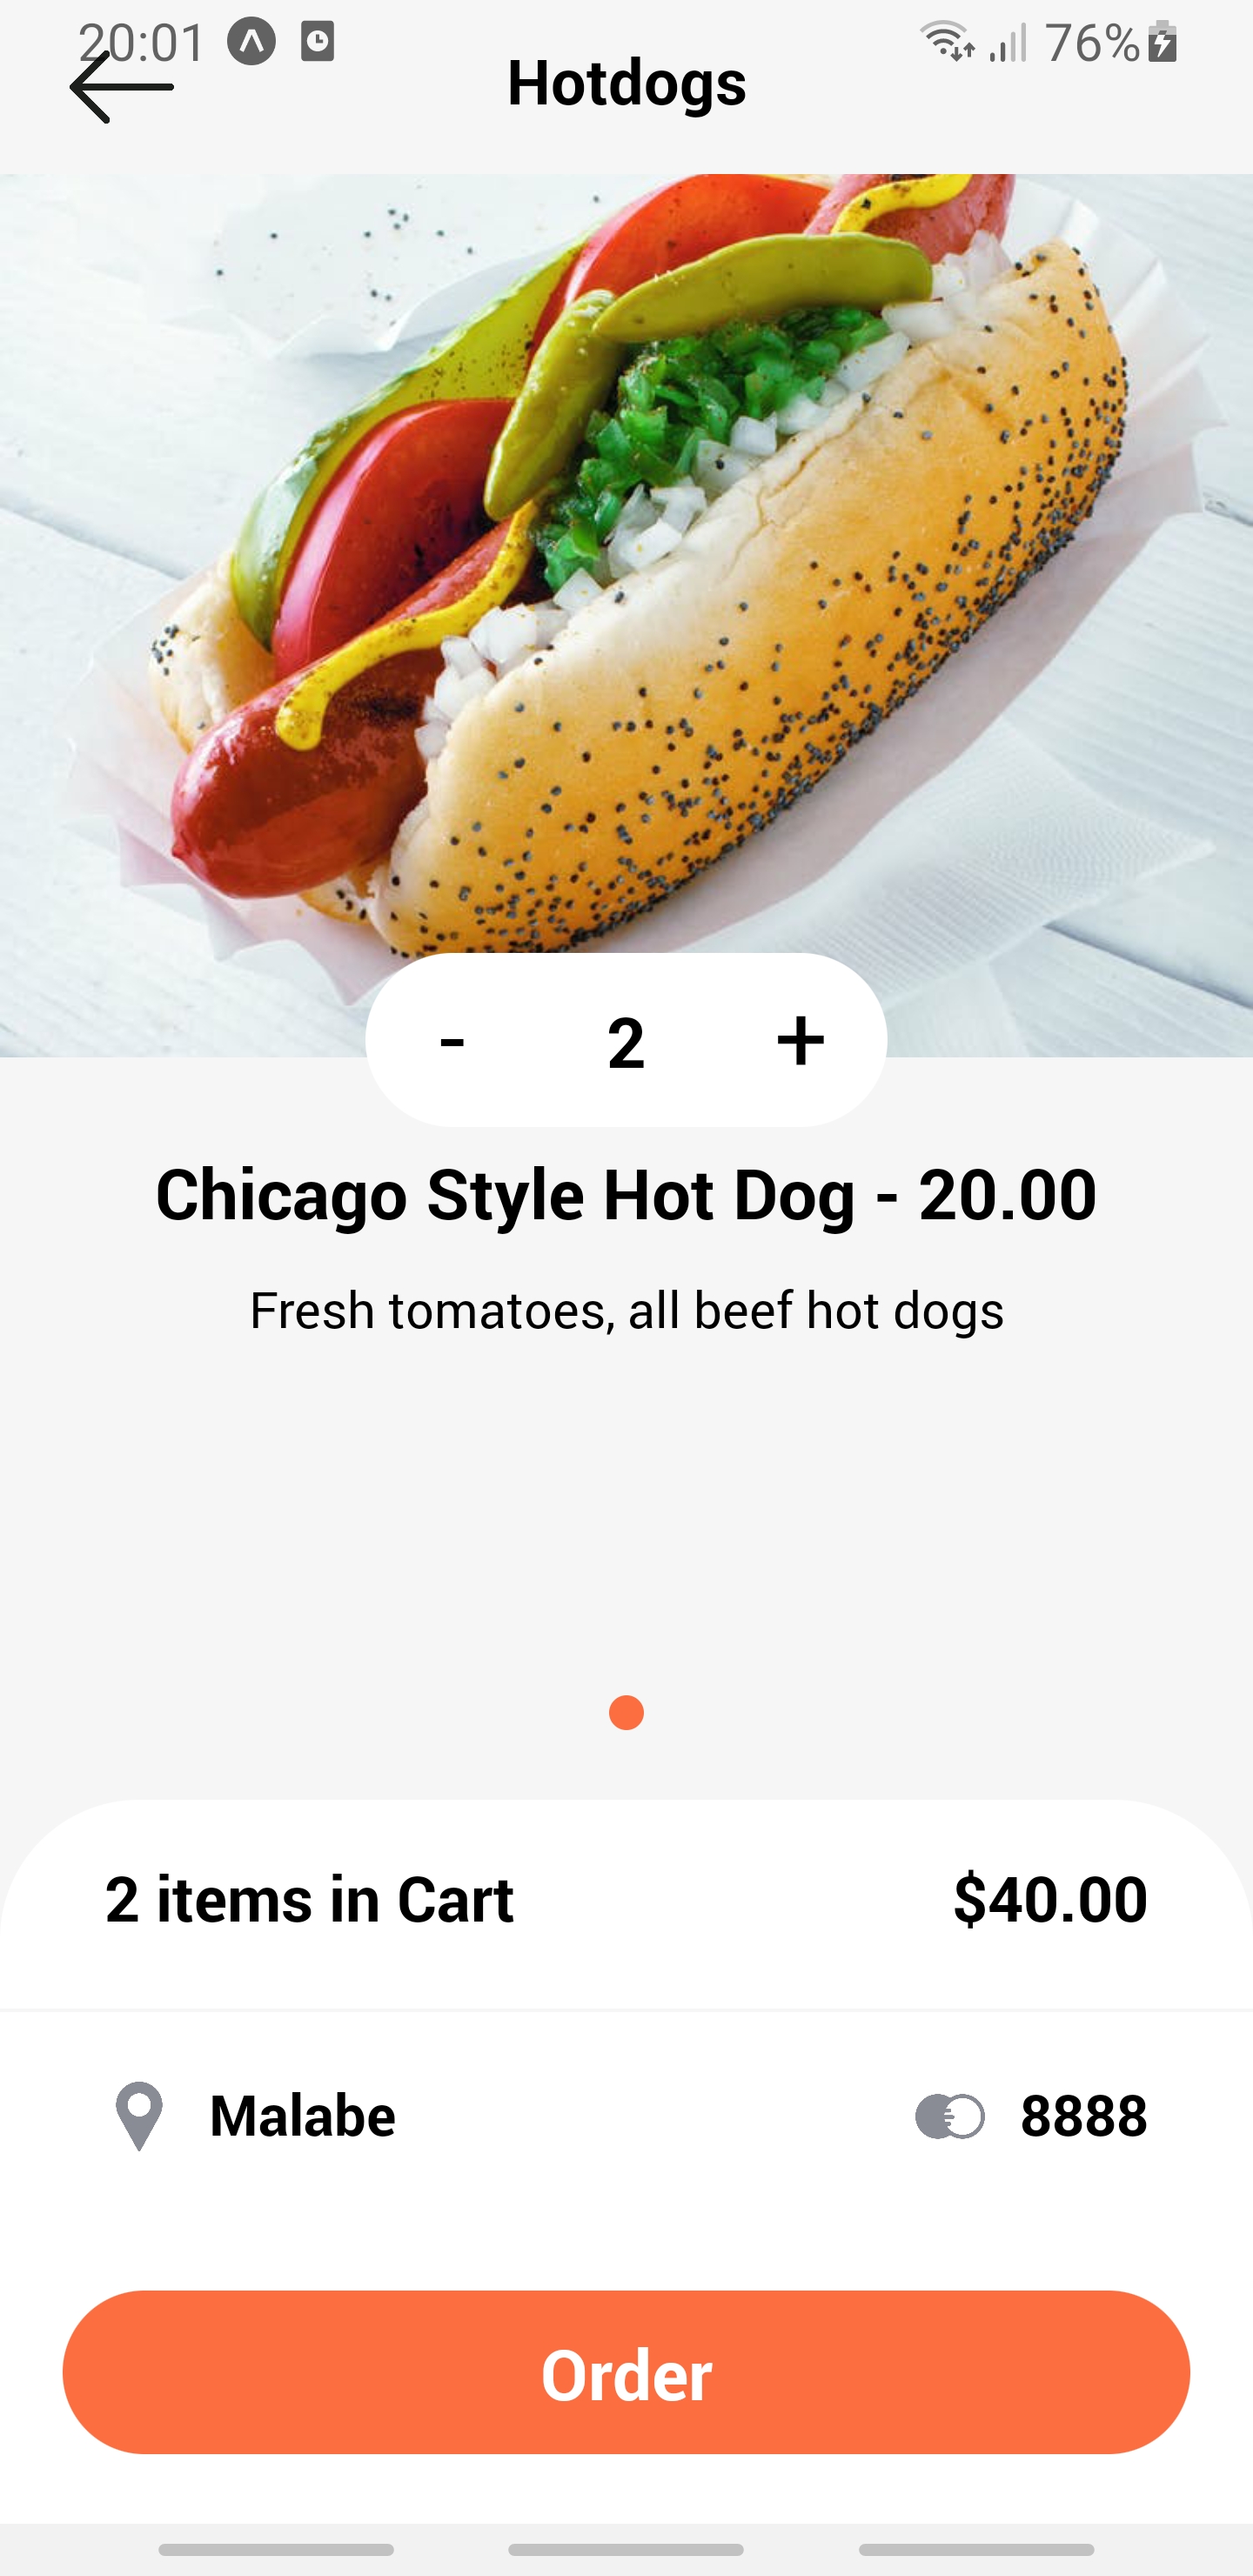 20:01
76%
Hotdogs
- 2 +
Chicago Style Hot Dog - 20.00
Fresh tomatoes, all beef hot dogs
2 items in Cart $40.00
Malabe 8888
Order